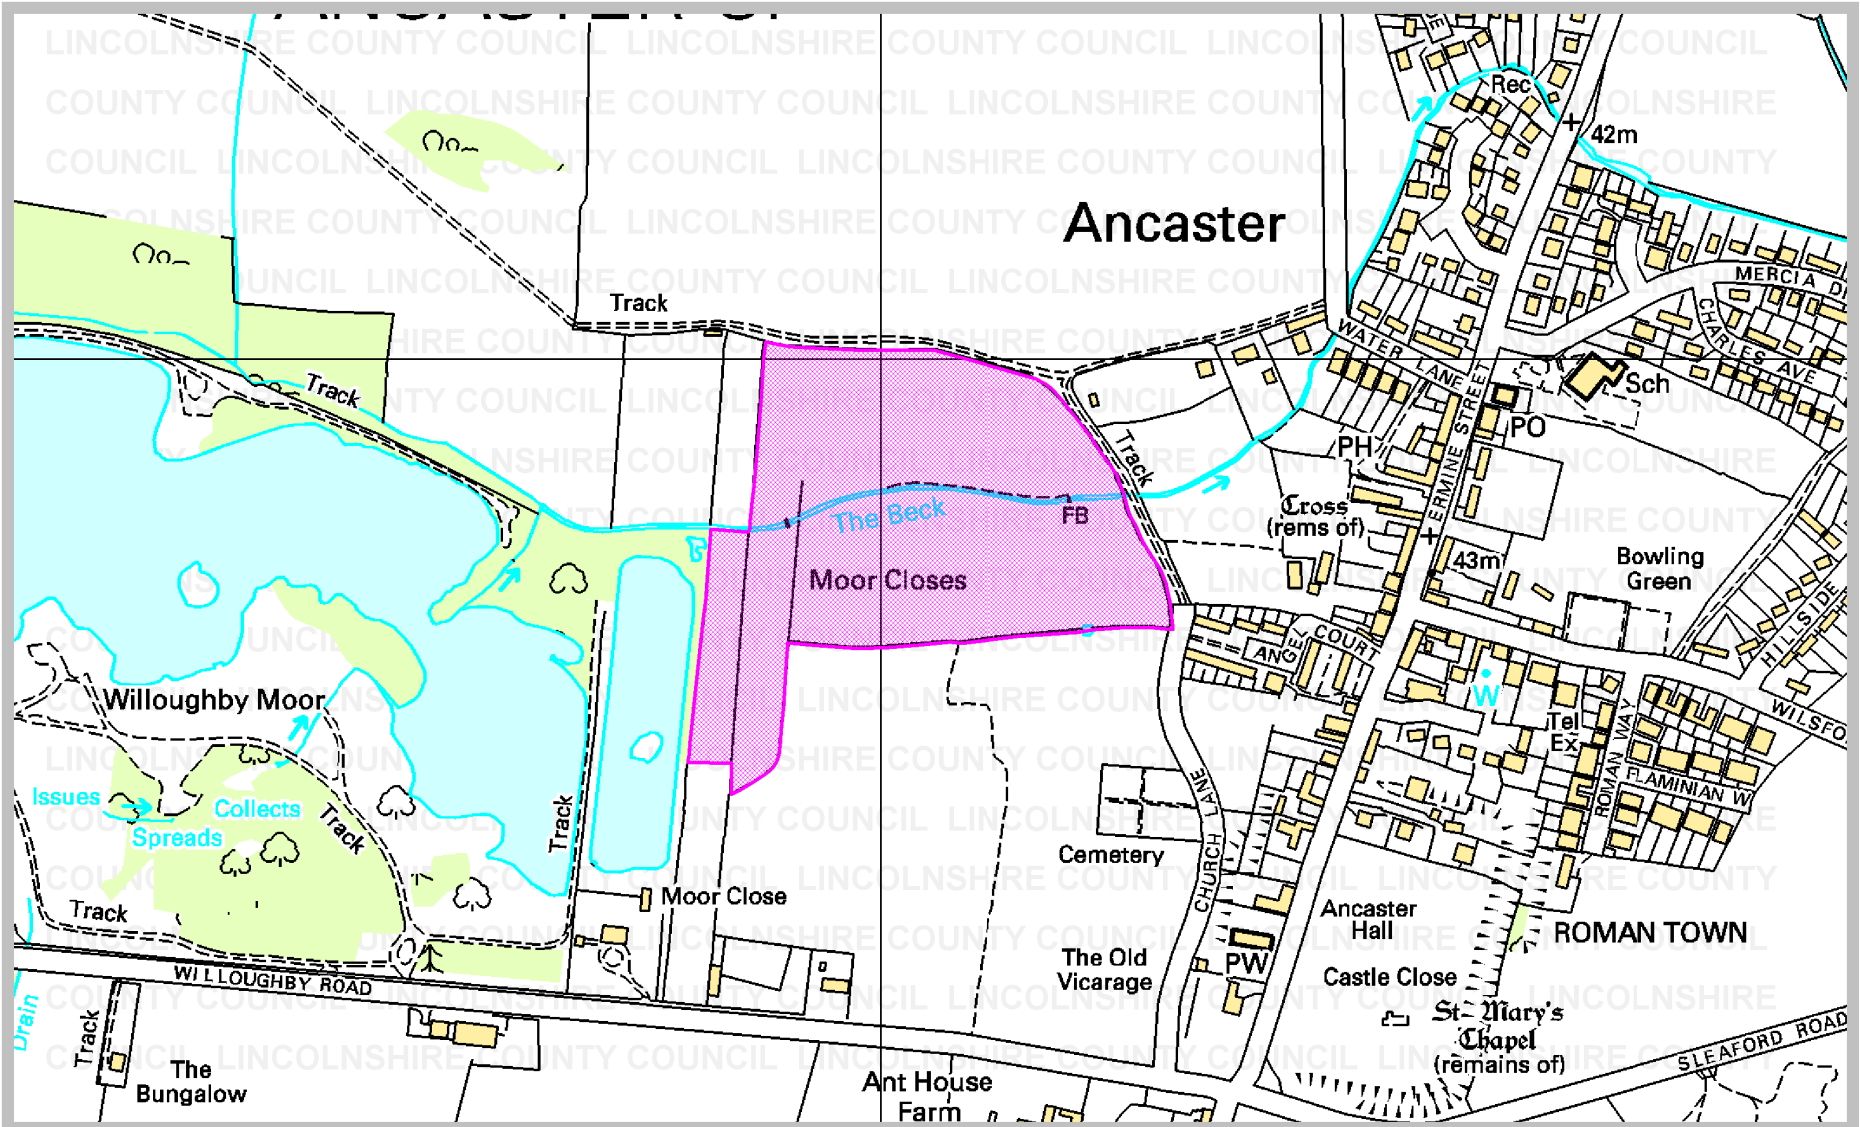 ANCASTER CP
LINCOLNSHIRE COUNTY COUNCIL
Rec
42m
Ancaster
Track
MERCIA
CHARLES AVE
WATER LANE
Track
Sch
ERMINE STREET
PO
PH
Track
The Beck
FB
Cross
(rems of)
43m
Bowling
Green
Moor Closes
HILLSIDE
ANGEL COURT
Willoughby Moor
W
Tel
Ex
WILSFO
ROMAN WAY
FLAMINIAN W
Issues
Collects
Spreads
Track
Track
CHURCH LANE
Cemetery
Moor Close
Track
Ancaster
Hall
ROMAN TOWN
The Old
Vicarage
PW
Castle Close
WILLOUGHBY ROAD
Drain
Track
St Mary's
Chapel
(remains of)
SLEAFORD ROAD
The
Bungalow
Ant House
Farm